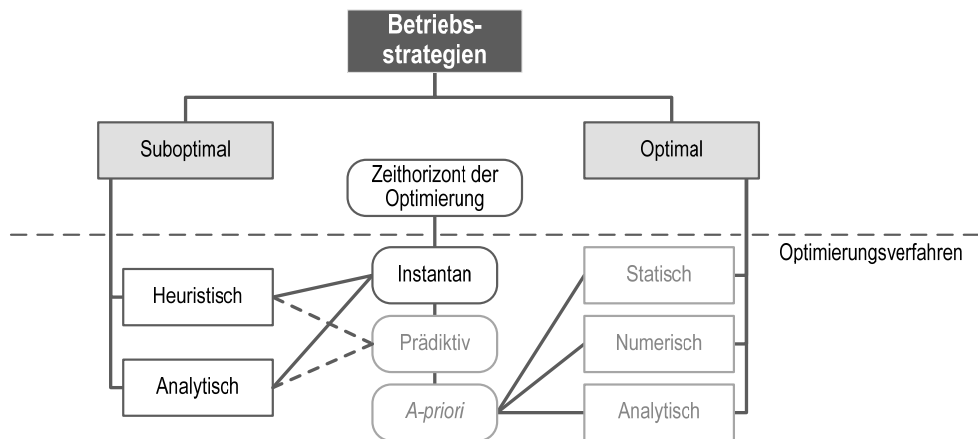 Betriebs-
strategien
Suboptimal
Optimal
Zeithorizont der
Optimierung
Optimierungsverfahren
Instantan
Statisch
Heuristisch
Prädiktiv
Numerisch
Analytisch
A-priori
Analytisch